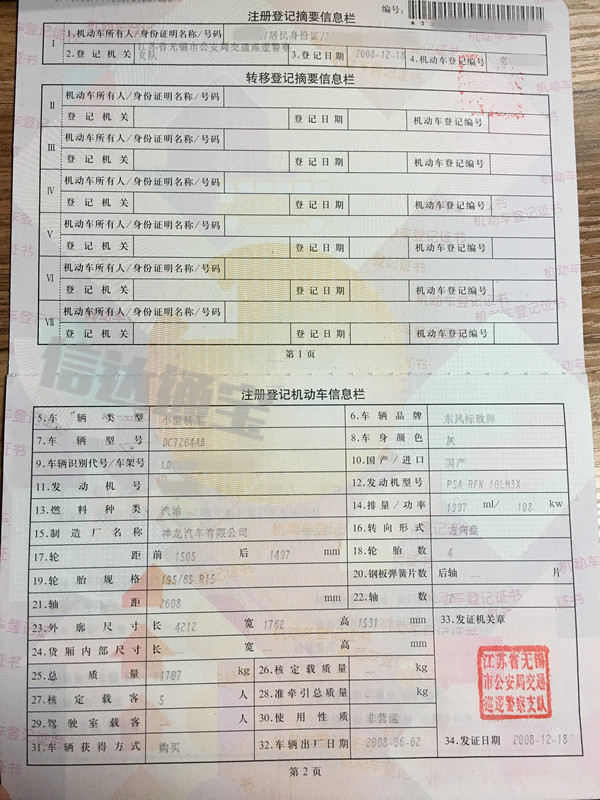 注册登记摘要信息栏 编号:
I 1.机动车所有人/身份证明名称/号码 /居民身份证/
2.登记机关 江苏省无锡市公安局交通巡逻警察支队 3.登记日期 2008-12-18 4.机动车登记编号
转移登记摘要信息栏
II 机动车所有人/身份证明名称/号码
登记机关 登记日期 机动车登记编号
III 机动车所有人/身份证明名称/号码
登记机关 登记日期 机动车登记编号
IV 机动车所有人/身份证明名称/号码
登记机关 登记日期 机动车登记编号
V 机动车所有人/身份证明名称/号码
登记机关 登记日期 机动车登记编号
VI 机动车所有人/身份证明名称/号码
登记机关 登记日期 机动车登记编号
VII 机动车所有人/身份证明名称/号码
登记机关 登记日期 机动车登记编号
第1页
信达通宝
注册登记机动车信息栏
5.车辆类型 小型轿车 6.车辆品牌 东风标致牌
7.车辆型号 DC7204AB 8.车身颜色 灰
9.车辆识别代号/车架号 LDC 10.国产/进口 国产
11.发动机号 12.发动机型号 PSA RFN 10LH3X
13.燃料种类 汽油 14.排量/功率 1997 ml/ 108 kw
15.制造厂名称 神龙汽车有限公司 16.转向形式 方向盘
17.轮距 前 1505 后 1497 mm 18.轮胎数 4
19.轮胎规格 195/65 R15 20.钢板弹簧片数 后轴 — 片
21.轴距 2608 mm 22.轴数 2
23.外廓尺寸 长 4212 宽 1762 高 1531 mm 33.发证机关章
24.货厢内部尺寸 长 — 宽 — 高 — mm
25.总质量 1707 kg 26.核定载质量 — kg
27.核定载客 5 人 28.准牵引总质量 — kg
29.驾驶室载客 — 人 30.使用性质 非营运
31.车辆获得方式 购买 32.车辆出厂日期 2008-06-02 34.发证日期 2008-12-18
江苏省无锡
市公安局交通
巡逻警察支队
第2页